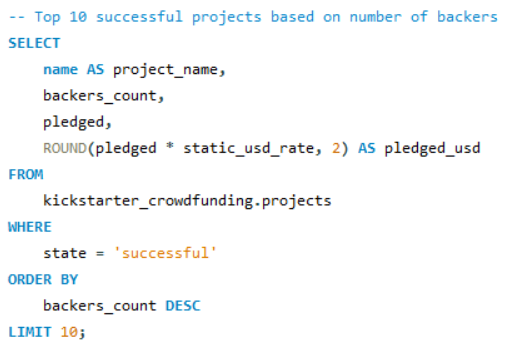 -- Top 10 successful projects based on number of backers
SELECT
    name AS project_name,
    backers_count,
    pledged,
    ROUND(pledged * static_usd_rate, 2) AS pledged_usd
FROM
    kickstarter_crowdfunding.projects
WHERE
    state = 'successful'
ORDER BY
    backers_count DESC
LIMIT 10;